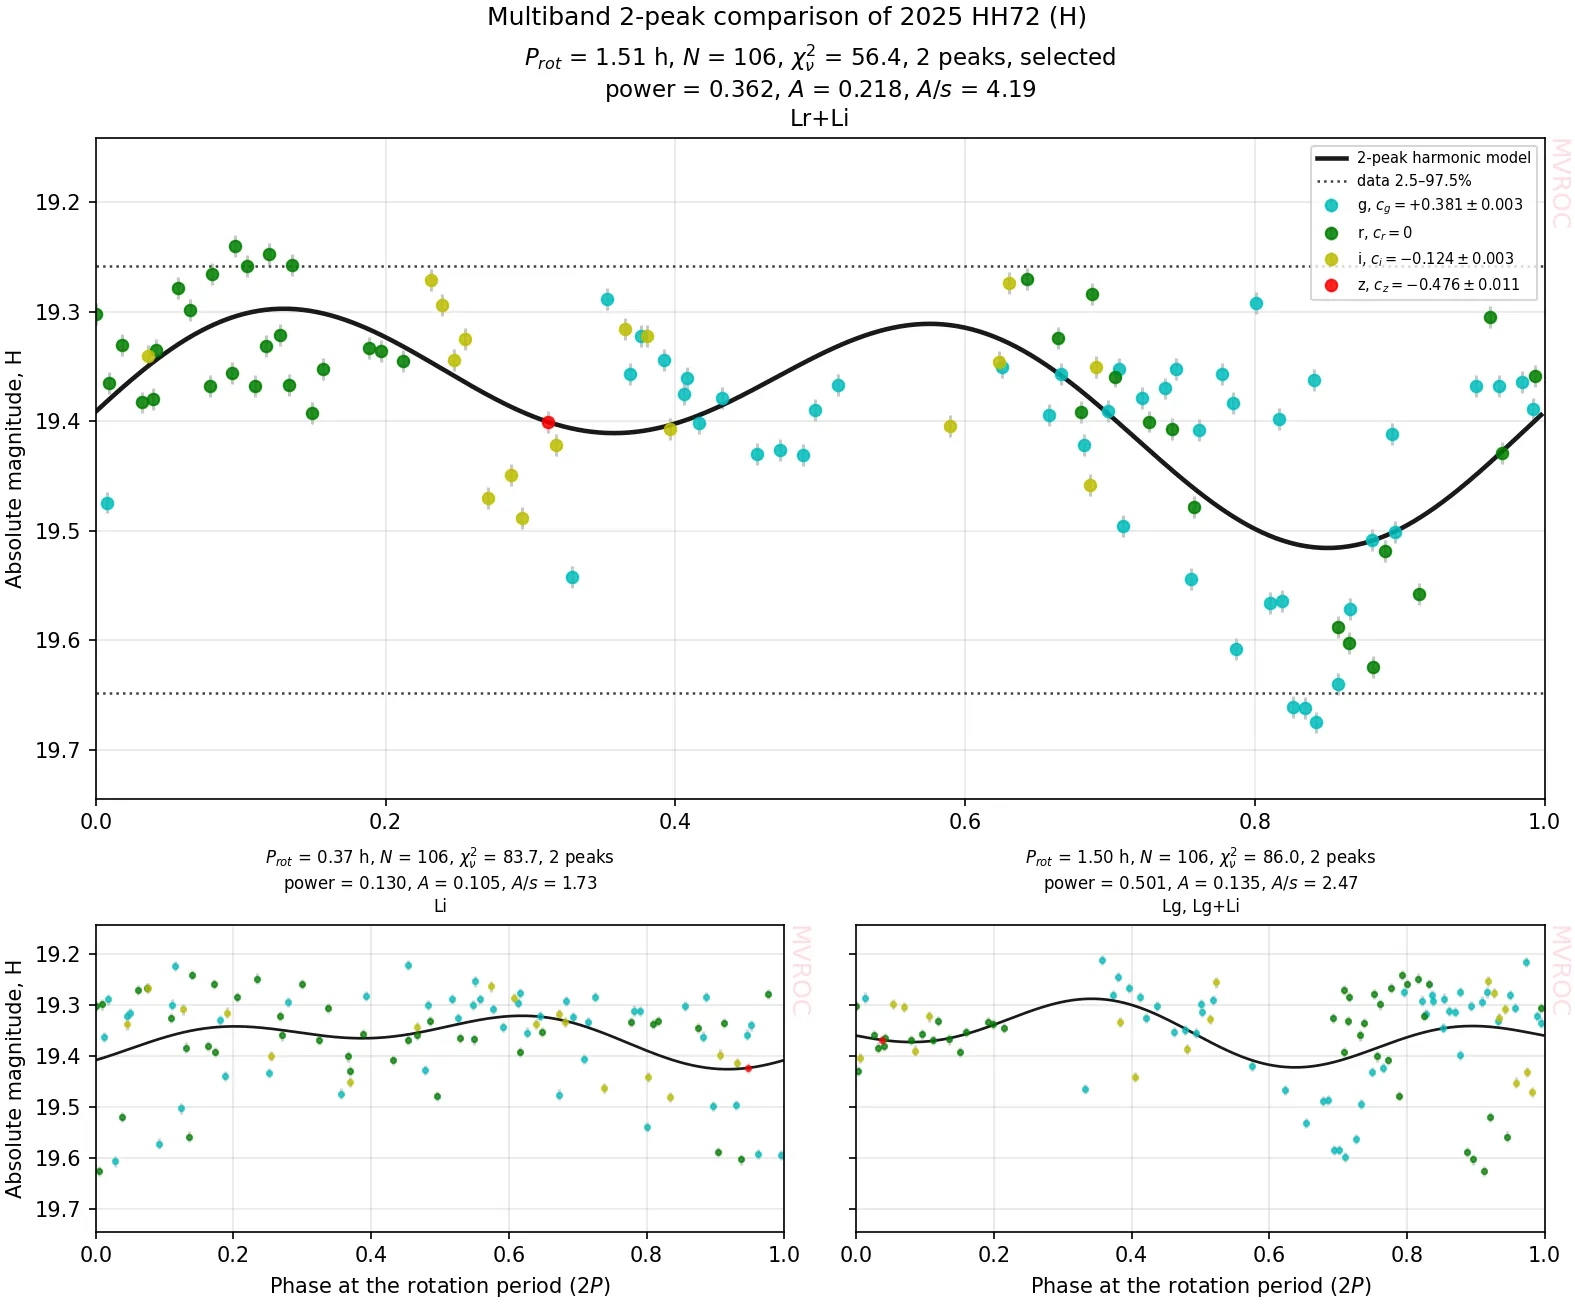 Multiband 2-peak comparison of 2025 HH72 (H)
P_rot = 1.51 h, N = 106, χ²_ν = 56.4, 2 peaks, selected
power = 0.362, A = 0.218, A/s = 4.19
Lr+Li
MVROC
2-peak harmonic model
data 2.5–97.5%
g, c_g = +0.381 ± 0.003
r, c_r = 0
i, c_i = −0.124 ± 0.003
z, c_z = −0.476 ± 0.011
Absolute magnitude, H
19.2
19.3
19.4
19.5
19.6
19.7
0.0 0.2 0.4 0.6 0.8 1.0
P_rot = 0.37 h, N = 106, χ²_ν = 83.7, 2 peaks
power = 0.130, A = 0.105, A/s = 1.73
Li
MVROC
Absolute magnitude, H
19.2
19.3
19.4
19.5
19.6
19.7
0.0 0.2 0.4 0.6 0.8 1.0
Phase at the rotation period (2P)
P_rot = 1.50 h, N = 106, χ²_ν = 86.0, 2 peaks
power = 0.501, A = 0.135, A/s = 2.47
Lg, Lg+Li
MVROC
0.0 0.2 0.4 0.6 0.8 1.0
Phase at the rotation period (2P)